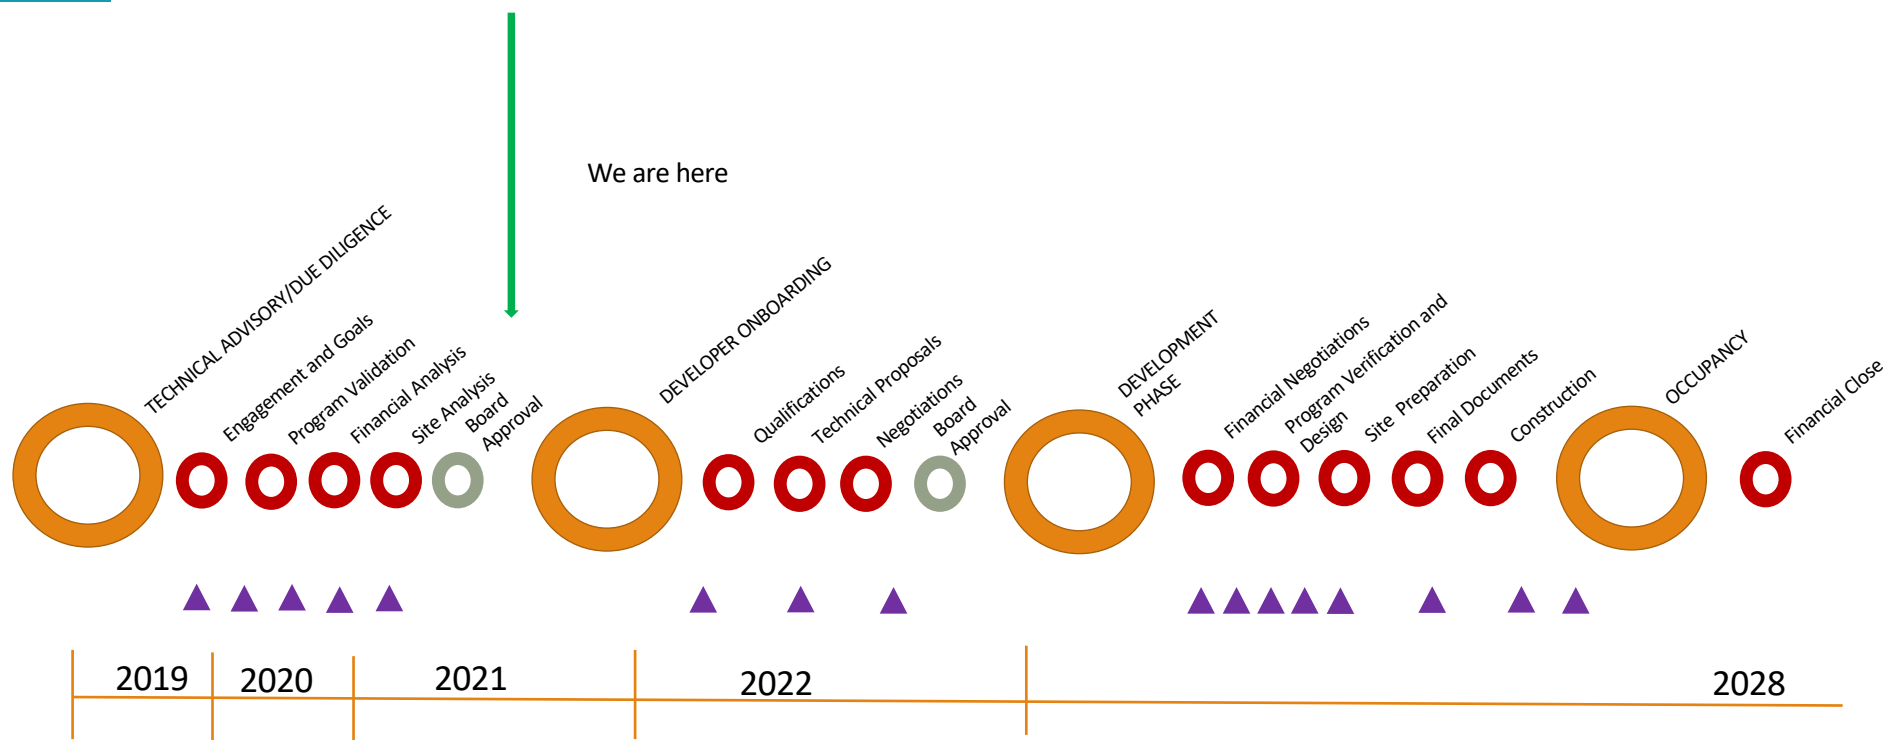 We are here
TECHNICAL ADVISORY/DUE DILIGENCE
Engagement and Goals
Program Validation
Financial Analysis
Site Analysis
Board
Approval
DEVELOPER ONBOARDING
Qualifications
Technical Proposals
Negotiations
Board
Approval
DEVELOPMENT
PHASE
Financial Negotiations
Program Verification and
Design
Site Preparation
Final Documents
Construction
OCCUPANCY
Financial Close
2019
2020
2021
2022
2028